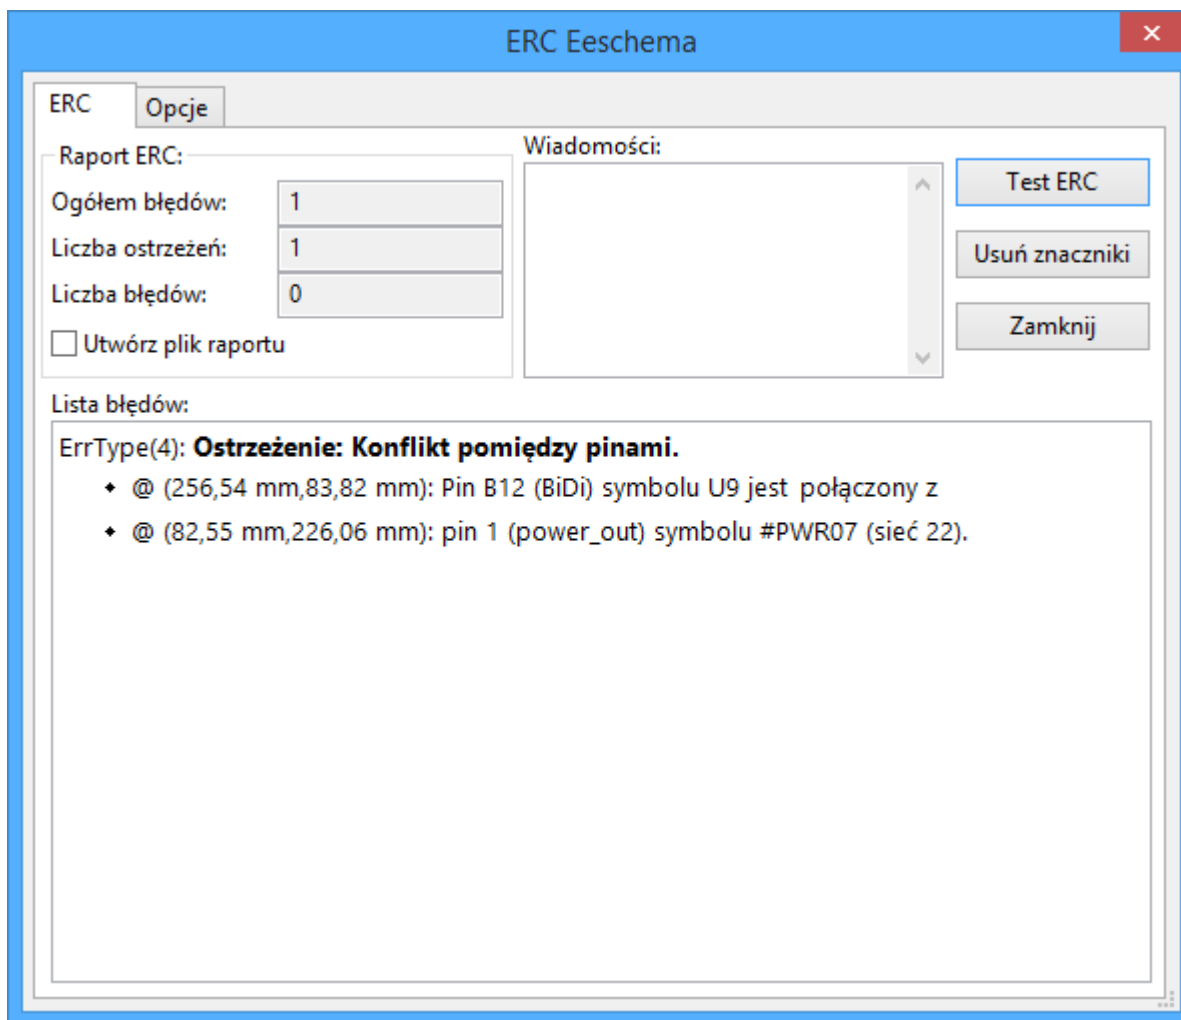 ERC Eeschema
ERC
Opcje
Raport ERC:
Ogółem błędów: 1
Liczba ostrzeżeń: 1
Liczba błędów: 0
Utwórz plik raportu
Wiadomości:
Test ERC
Usuń znaczniki
Zamknij
Lista błędów:
ErrType(4): Ostrzeżenie: Konflikt pomiędzy pinami.
@ (256,54 mm,83,82 mm): Pin B12 (BiDi) symbolu U9 jest połączony z
@ (82,55 mm,226,06 mm): pin 1 (power_out) symbolu #PWR07 (sieć 22).